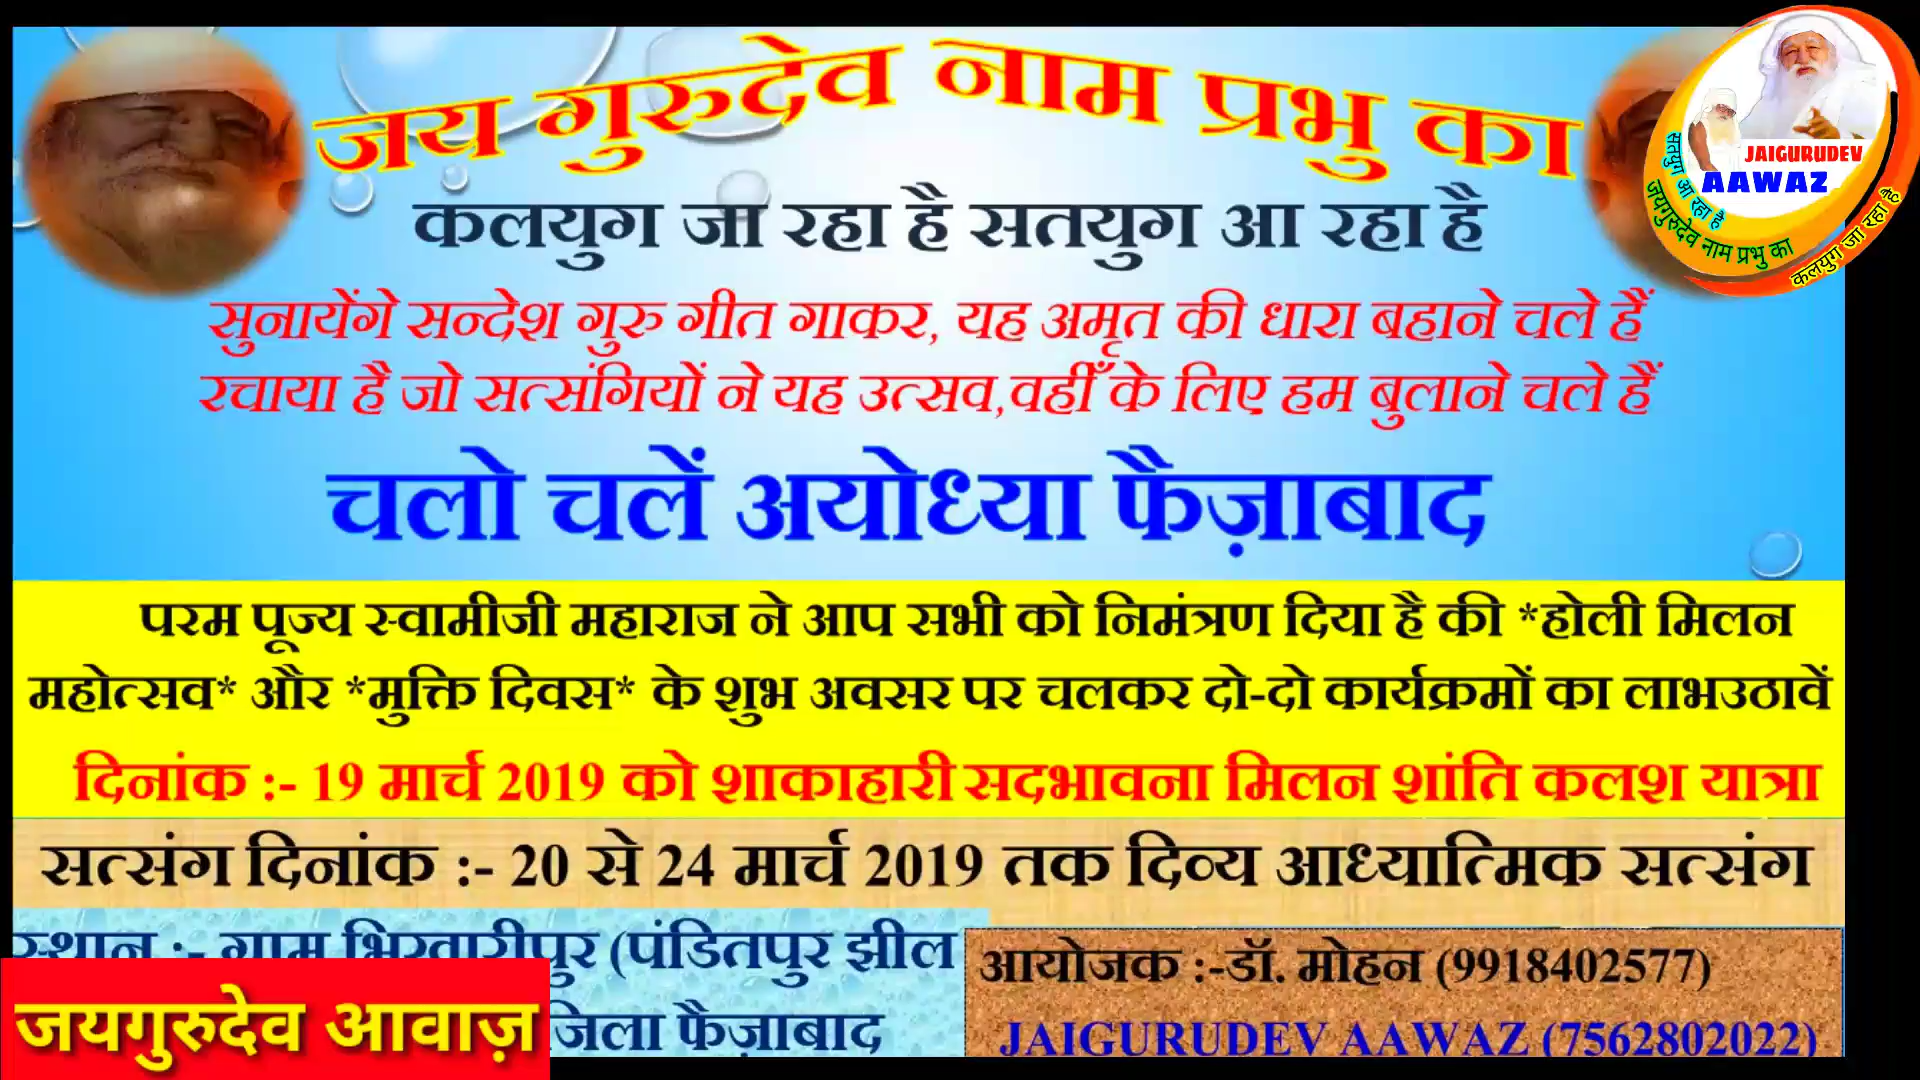 जय गुरुदेव नाम प्रभु का
कलयुग जा रहा है सतयुग आ रहा है
सुनायेंगे सन्देश गुरु गीत गाकर, यह अमृत की धारा बहाने चले हैं
रचाया है जो सत्संगियों ने यह उत्सव,वहीँ के लिए हम बुलाने चले हैं
चलो चलें अयोध्या फैज़ाबाद
परम पूज्य स्वामीजी महाराज ने आप सभी को निमंत्रण दिया है की *होली मिलन
महोत्सव* और *मुक्ति दिवस* के शुभ अवसर पर चलकर दो-दो कार्यक्रमों का लाभउठावें
दिनांक :- 19 मार्च 2019 को शाकाहारी सदभावना मिलन शांति कलश यात्रा
सत्संग दिनांक :- 20 से 24 मार्च 2019 तक दिव्य आध्यात्मिक सत्संग
स्थान :- ग्राम भिखारीपुर (पंडितपुर झील
जिला फैज़ाबाद
आयोजक :-डॉ. मोहन (9918402577)
JAIGURUDEV AAWAZ (7562802022)
जयगुरुदेव आवाज़
JAIGURUDEV
AAWAZ
सतयुग आ रहा है
जयगुरुदेव नाम प्रभु का
कलयुग जा रहा है